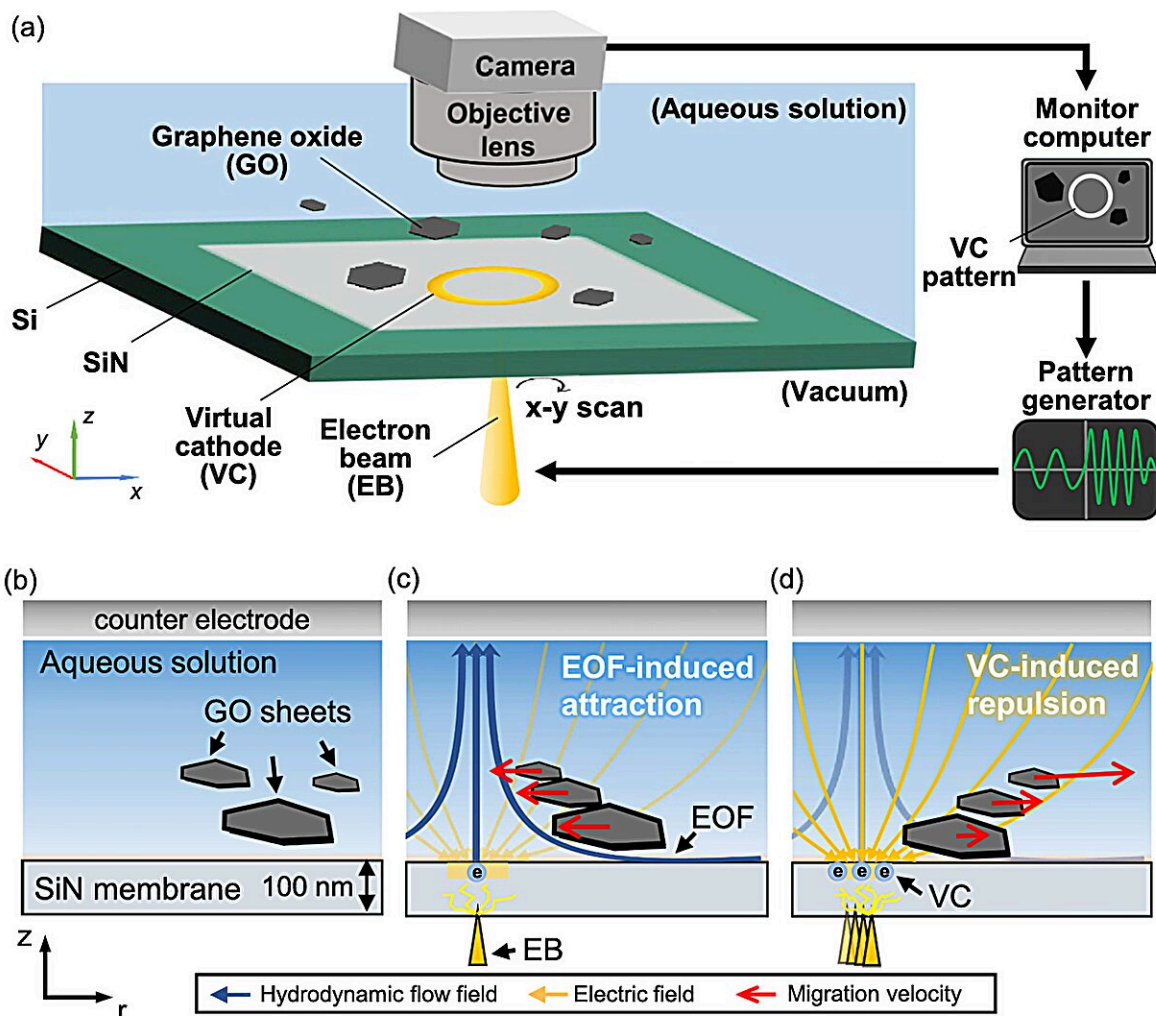 (a)
Camera
Objective
lens
(Aqueous solution)
Graphene oxide
(GO)
Monitor
computer
VC
pattern
Si
SiN
Virtual
cathode
(VC)
Electron
beam
(EB)
x-y scan
(Vacuum)
Pattern
generator
z
y
x
(b)
counter electrode
Aqueous solution
GO sheets
SiN membrane
100 nm
(c)
EOF-induced
attraction
EOF
e
EB
(d)
VC-induced
repulsion
e
e
e
VC
z
r
Hydrodynamic flow field
Electric field
Migration velocity